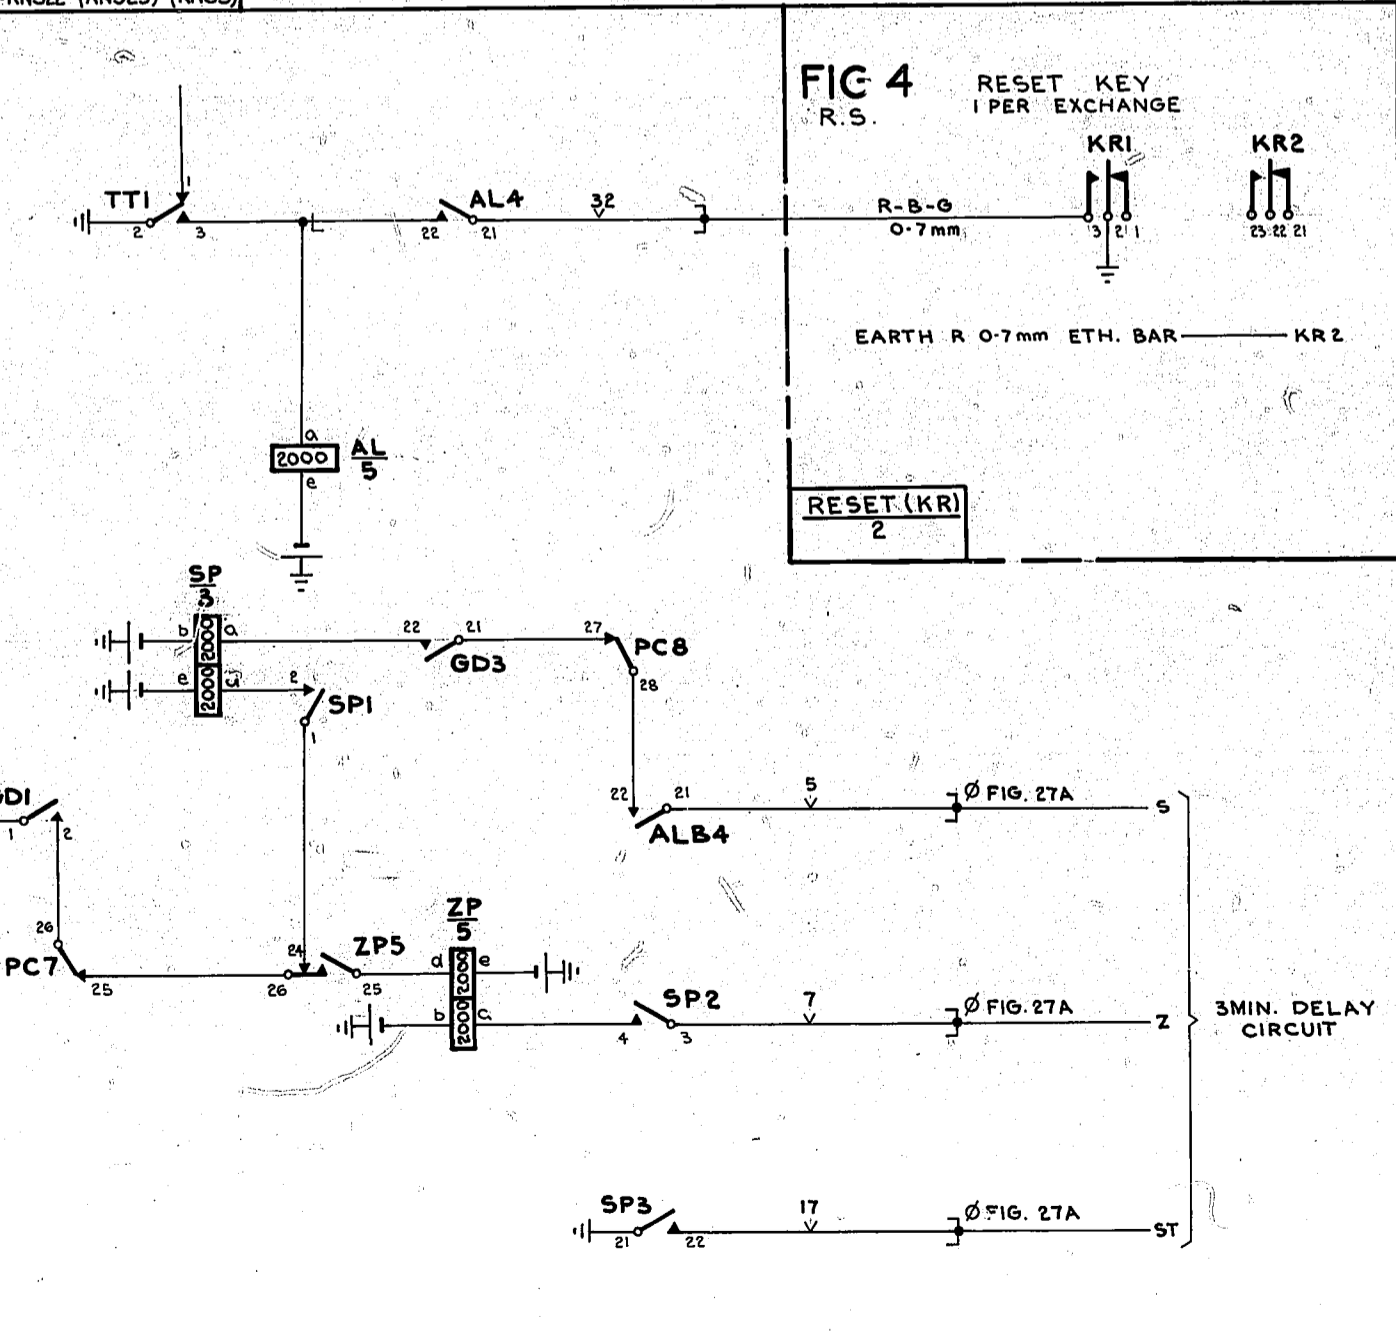 FIG 4
R.S.
RESET KEY
1 PER EXCHANGE
KR1
KR2
TT1
1
2
3
AL4
22
21
32
R-B-G
0·7mm
3 2 1
23 22 21
EARTH R 0·7mm ETH. BAR
KR2
a
2000
AL
5
e
RESET (KR)
2
SP
3
b
2000
a
22
21
GD3
27
PC8
28
e
2000
d
2
SP1
1
1
2
22
21
ALB4
5
Ø FIG. 27A
S
26
PC7
25
24
26
ZP5
25
ZP
5
d
2000
e
b
2000
a
SP2
4
3
7
Ø FIG. 27A
Z
3MIN. DELAY
CIRCUIT
SP3
21
22
17
Ø FIG. 27A
ST